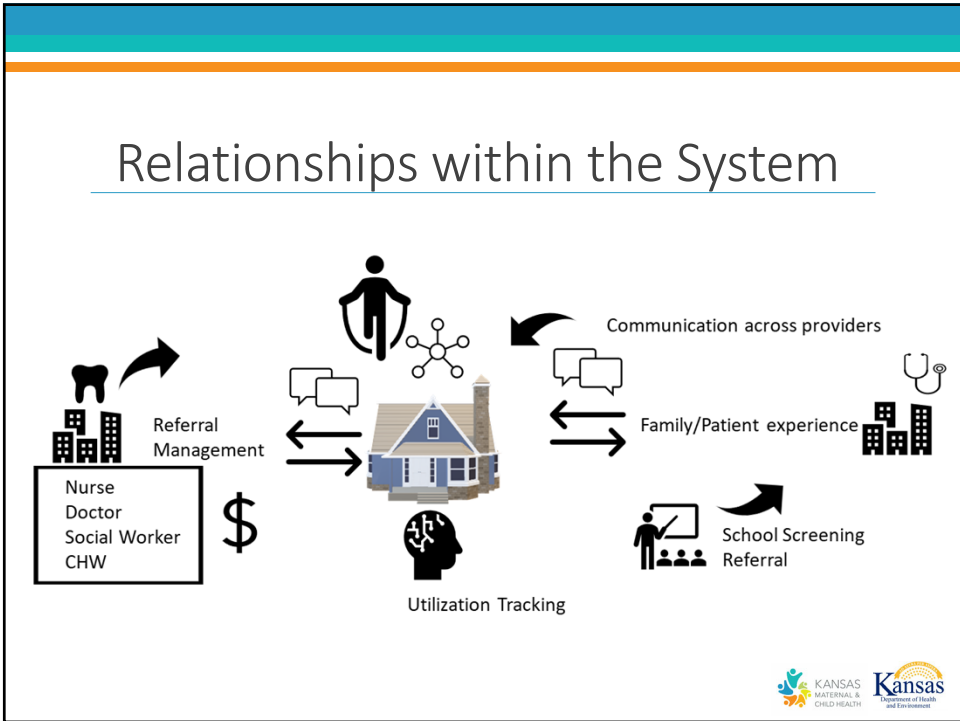 Relationships within the System
Communication across providers
Referral
Management
Family/Patient experience
Nurse
Doctor
Social Worker
CHW
$
School Screening
Referral
Utilization Tracking
KANSAS
MATERNAL &
CHILD HEALTH
Kansas
Department of Health
and Environment